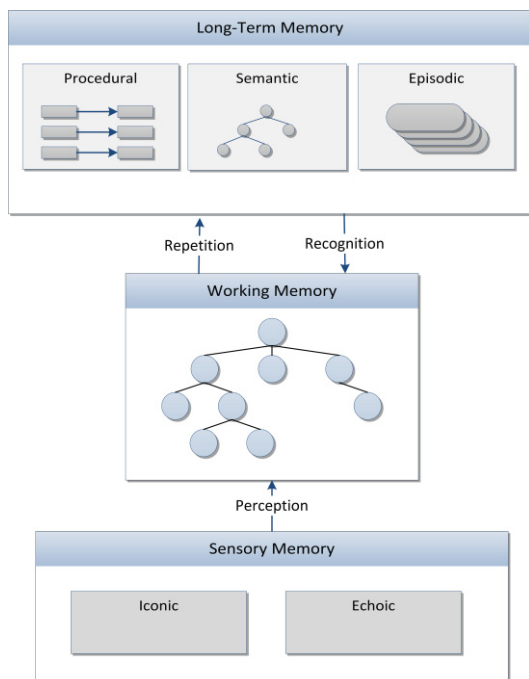 Long-Term Memory
Procedural
Semantic
Episodic
Repetition
Recognition
Working Memory
Perception
Sensory Memory
Iconic
Echoic